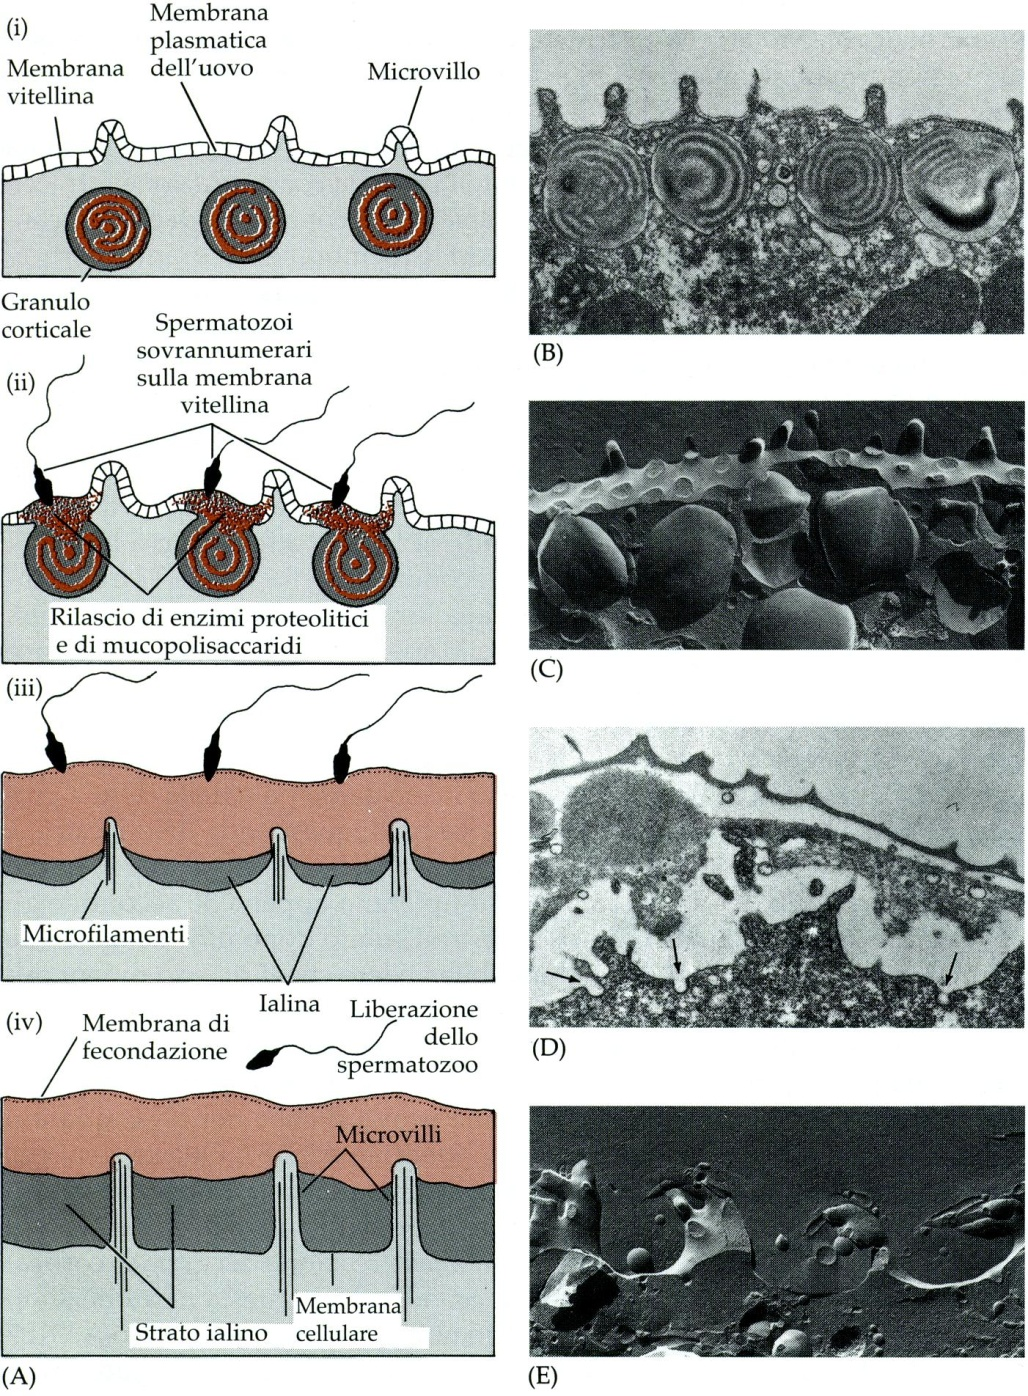 (i)
Membrana
plasmatica
dell'uovo
Membrana
vitellina
Microvillo
Granulo
corticale
(B)
(ii)
Spermatozoi
sovrannumerari
sulla membrana
vitellina
Rilascio di enzimi proteolitici
e di mucopolisaccaridi
(C)
(iii)
Microfilamenti
Ialina
(D)
(iv)
Membrana di
fecondazione
Liberazione
dello
spermatozoo
Microvilli
Strato ialino
Membrana
cellulare
(A)
(E)